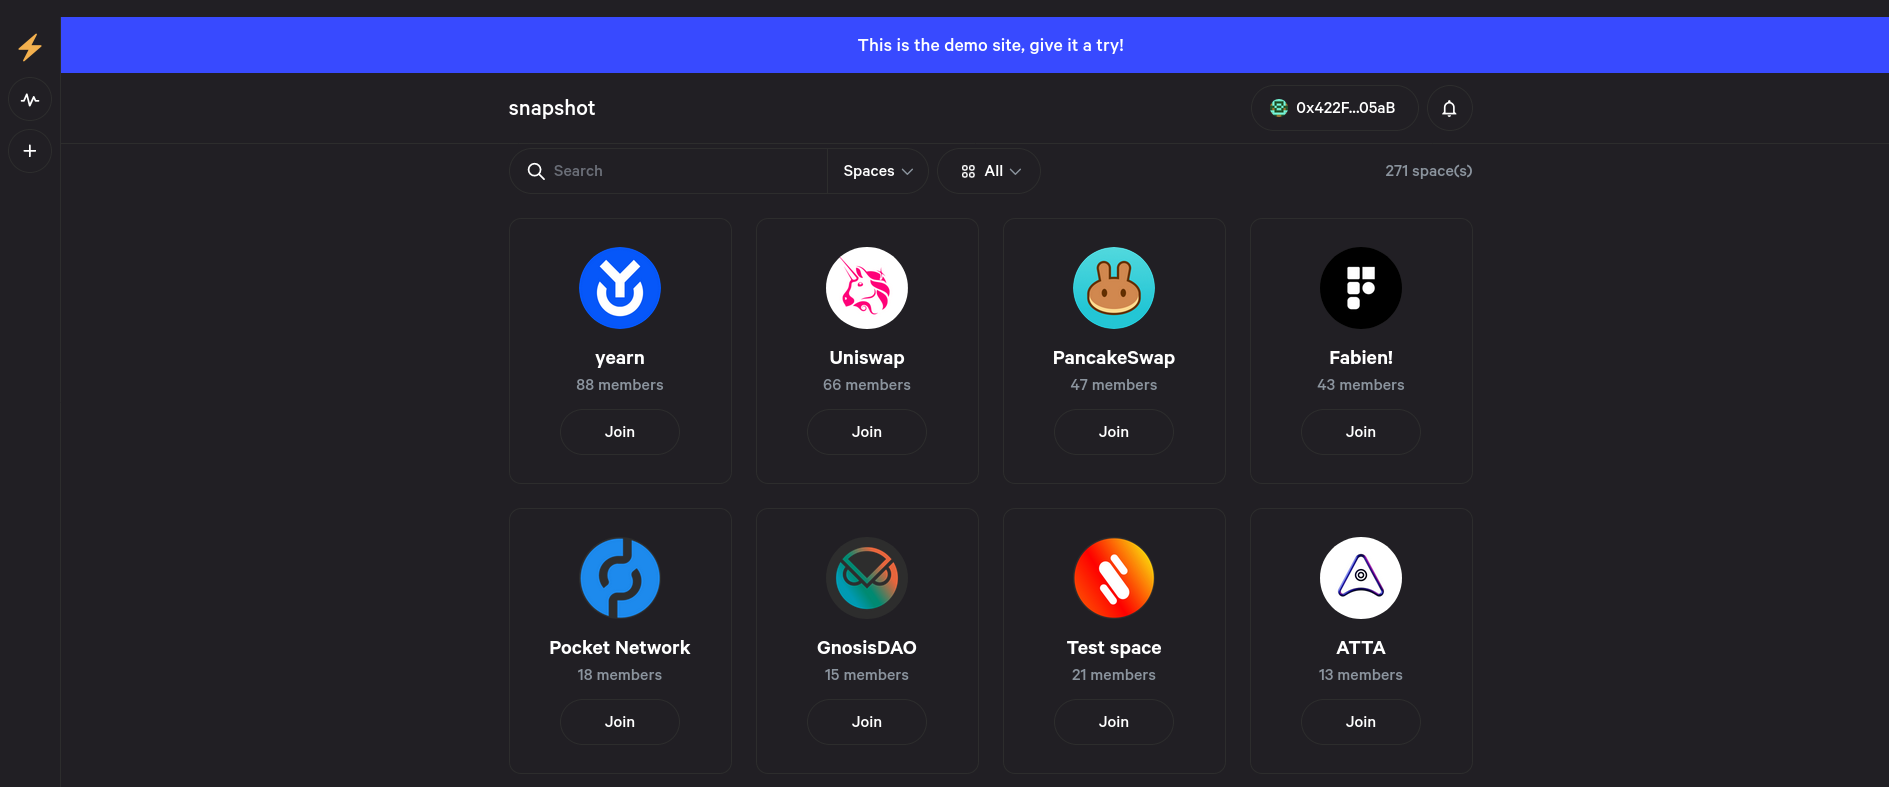 This is the demo site, give it a try!
snapshot
0x422F...05aB
Search
Spaces
All
271 space(s)
yearn
88 members
Join
Uniswap
66 members
Join
PancakeSwap
47 members
Join
Fabien!
43 members
Join
Pocket Network
18 members
Join
GnosisDAO
15 members
Join
Test space
21 members
Join
ATTA
13 members
Join